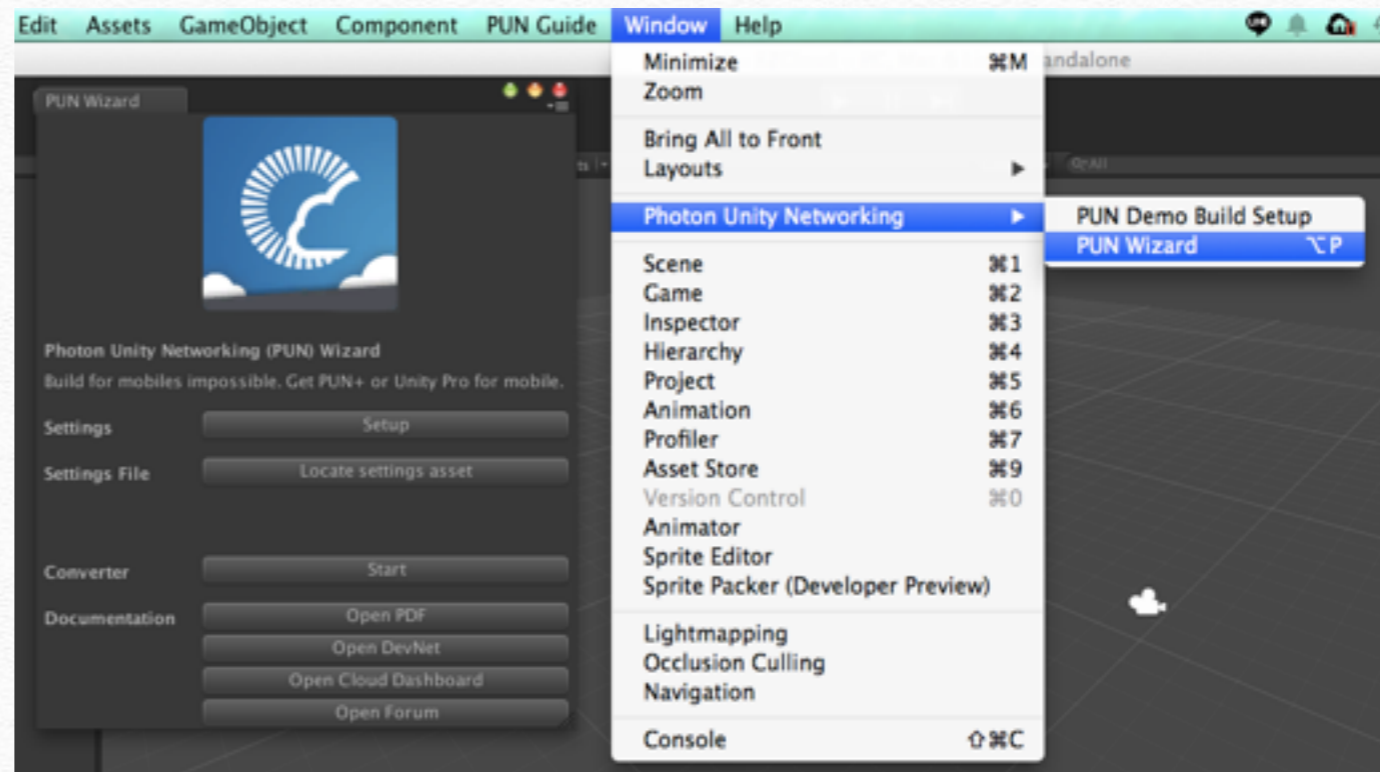 Edit Assets GameObject Component PUN Guide Window Help
andalone
PUN Wizard
Photon Unity Networking (PUN) Wizard
Build for mobiles impossible. Get PUN+ or Unity Pro for mobile.
Settings Setup
Settings File Locate settings asset
Converter Start
Documentation Open PDF
Open DevNet
Open Cloud Dashboard
Open Forum
Minimize ⌘M
Zoom
Bring All to Front
Layouts
Photon Unity Networking
Scene ⌘1
Game ⌘2
Inspector ⌘3
Hierarchy ⌘4
Project ⌘5
Animation ⌘6
Profiler ⌘7
Asset Store ⌘9
Version Control ⌘0
Animator
Sprite Editor
Sprite Packer (Developer Preview)
Lightmapping
Occlusion Culling
Navigation
Console ⇧⌘C
PUN Demo Build Setup
PUN Wizard ⌥P
All